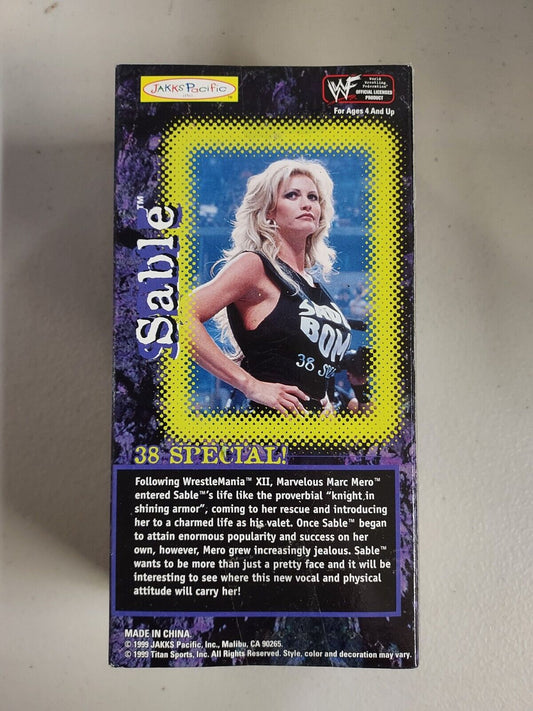 JAKKS Pacific
INC.
™
WWF
World
Wrestling
Federation
OFFICIAL LICENSED
PRODUCT
For Ages 4 And Up
Sable™
BOM
38
38 SPECIAL!
Following WrestleMania™ XII, Marvelous Marc Mero™
entered Sable™'s life like the proverbial "knight in
shining armor", coming to her rescue and introducing
her to a charmed life as his valet. Once Sable™ began
to attain enormous popularity and success on her
own, however, Mero grew increasingly jealous. Sable™
wants to be more than just a pretty face and it will be
interesting to see where this new vocal and physical
attitude will carry her!
MADE IN CHINA.
© 1999 JAKKS Pacific, Inc., Malibu, CA 90265.
© 1999 Titan Sports, Inc. All Rights Reserved. Style, color and decoration may vary.